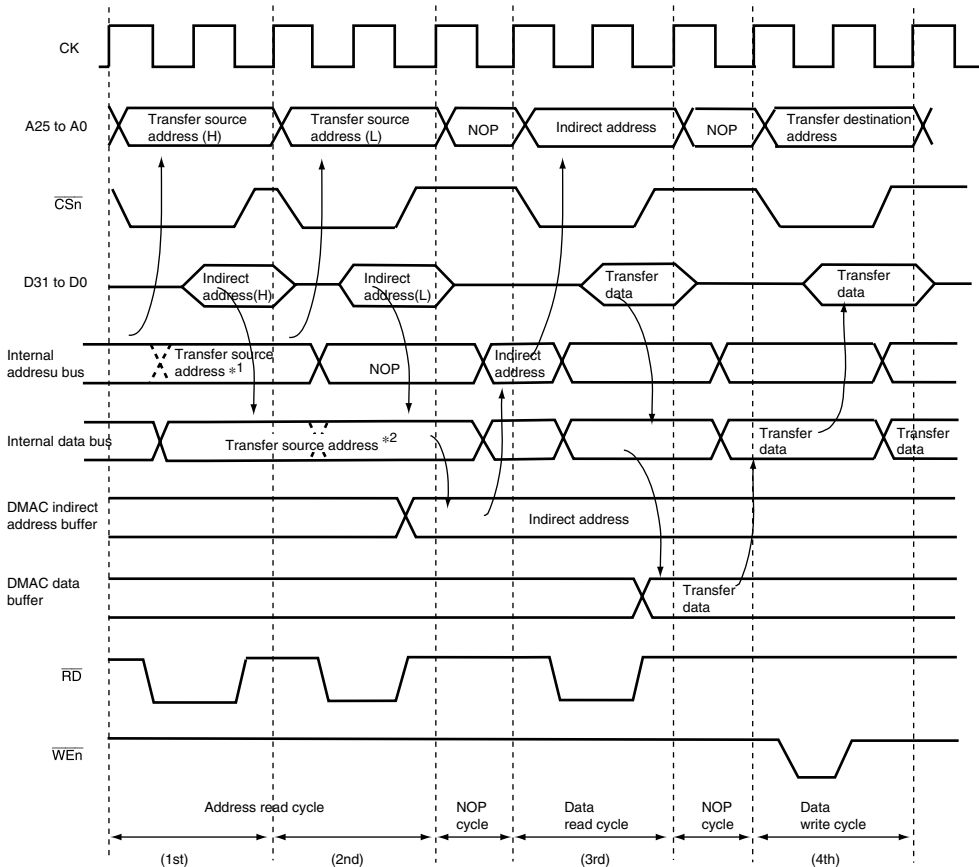 CK
A25 to A0
Transfer source
address (H)
Transfer source
address (L)
NOP
Indirect address
NOP
Transfer destination
address
CSn
D31 to D0
Indirect
address(H)
Indirect
address(L)
Transfer
data
Transfer
data
Internal
addresu bus
Transfer source
address *1
NOP
Indirect
address
Internal data bus
Transfer source address *2
Transfer
data
Transfer
data
DMAC indirect
address buffer
Indirect address
DMAC data
buffer
Transfer
data
RD
WEn
Address read cycle
NOP
cycle
Data
read cycle
NOP
cycle
Data
write cycle
(1st)
(2nd)
(3rd)
(4th)